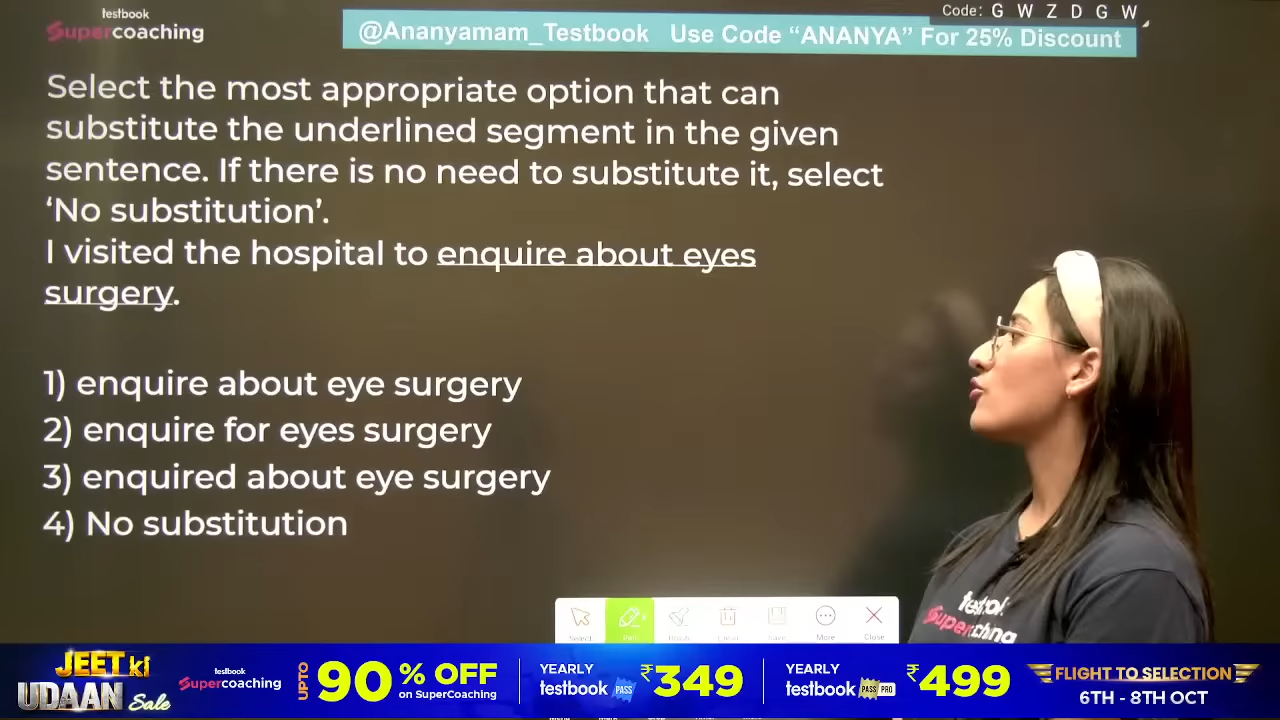 testbook
Supercoaching
@Ananyamam_Testbook Use Code “ANANYA” For 25% Discount
Code: G W Z D G W
Select the most appropriate option that can
substitute the underlined segment in the given
sentence. If there is no need to substitute it, select
‘No substitution’.
I visited the hospital to enquire about eyes
surgery.
1) enquire about eye surgery
2) enquire for eyes surgery
3) enquired about eye surgery
4) No substitution
Select
Pen
More
Close
JEET ki
UDAAN Sale
testbook
Supercoaching
UPTO
90 % OFF
on SuperCoaching
YEARLY
testbook PASS
₹349
YEARLY
testbook PASS PRO
₹499
FLIGHT TO SELECTION
6TH - 8TH OCT